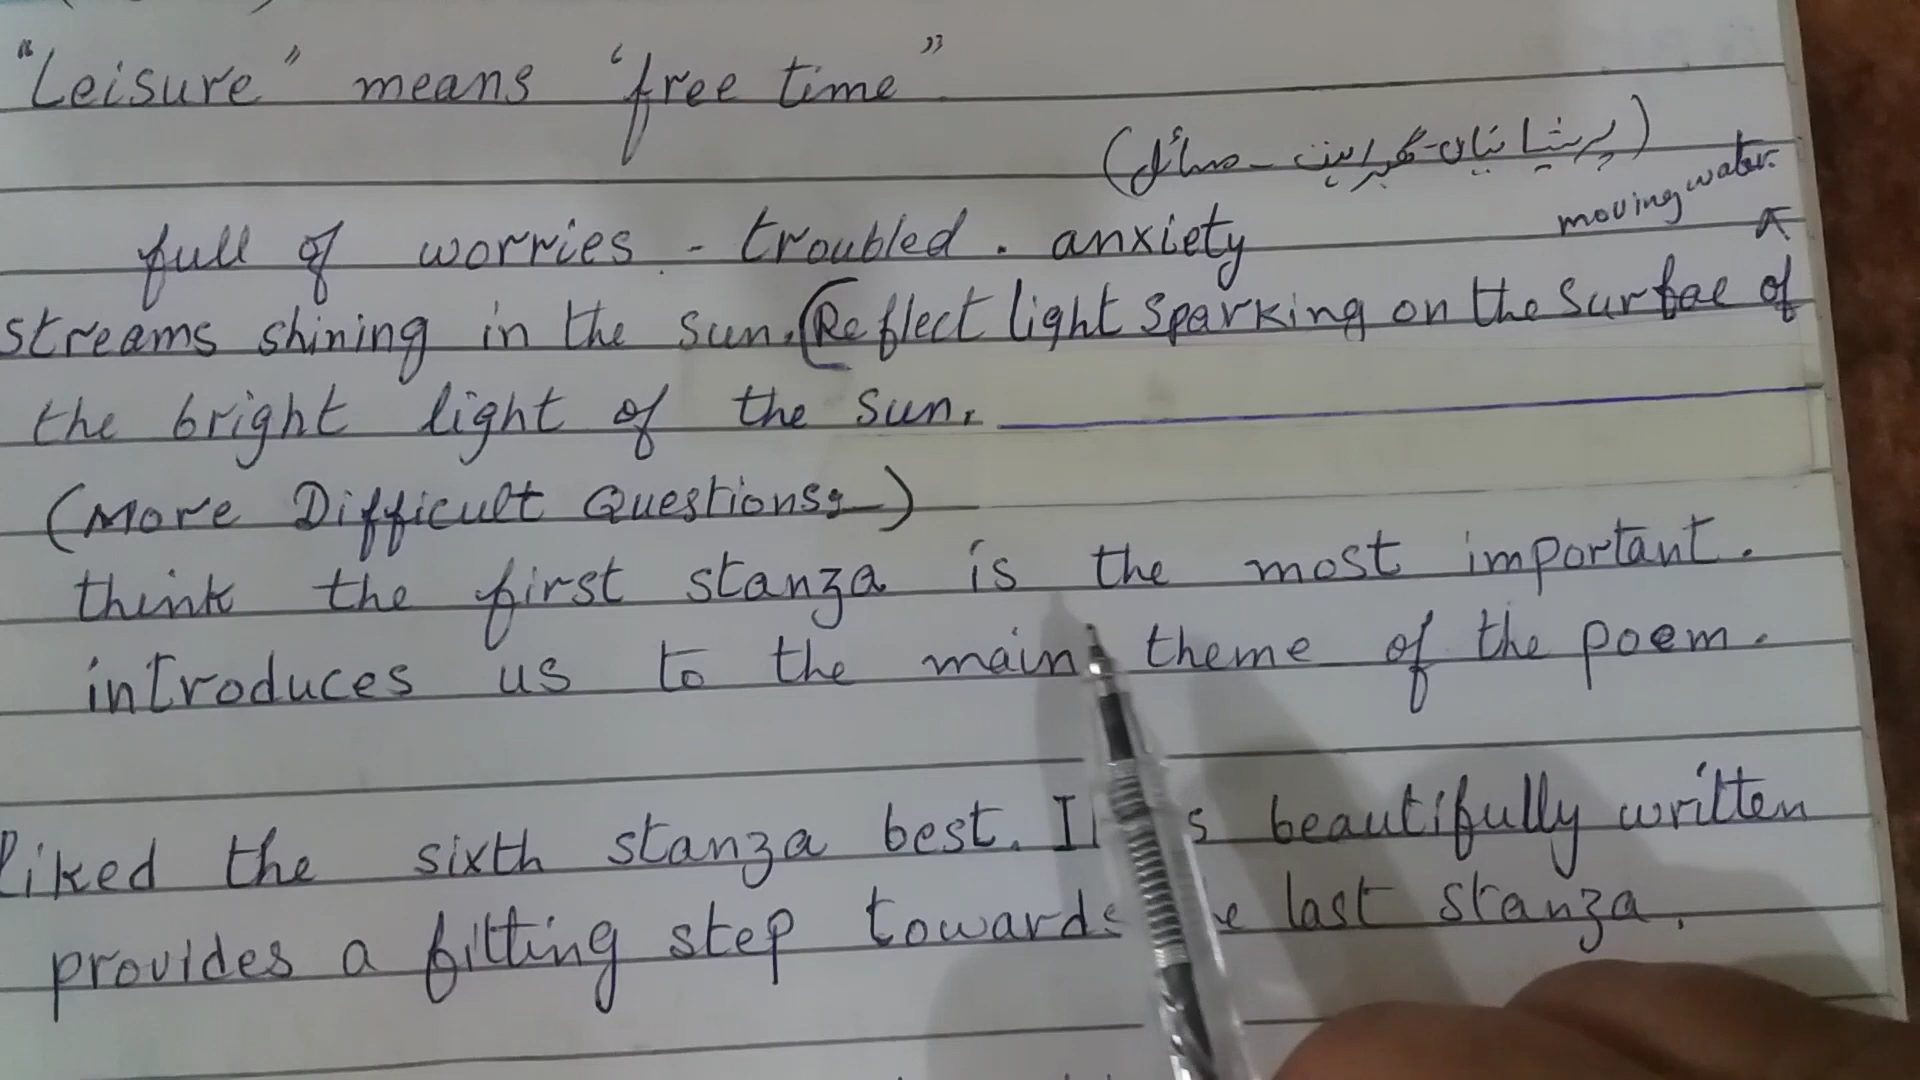 "Leisure" means 'free time"
(پریشانیاں-گھبراہٹ-مسائل)
moving water.
full of worries - troubled. anxiety
streams shining in the sun. (Reflect light sparking on the surfae of
the bright light of the sun.
(More Difficult Questions:-)
think the first stanza is the most important.
introduces us to the main theme of the poem.
liked the sixth stanza best. beautifully written
provides a fitting step towards last stanza.